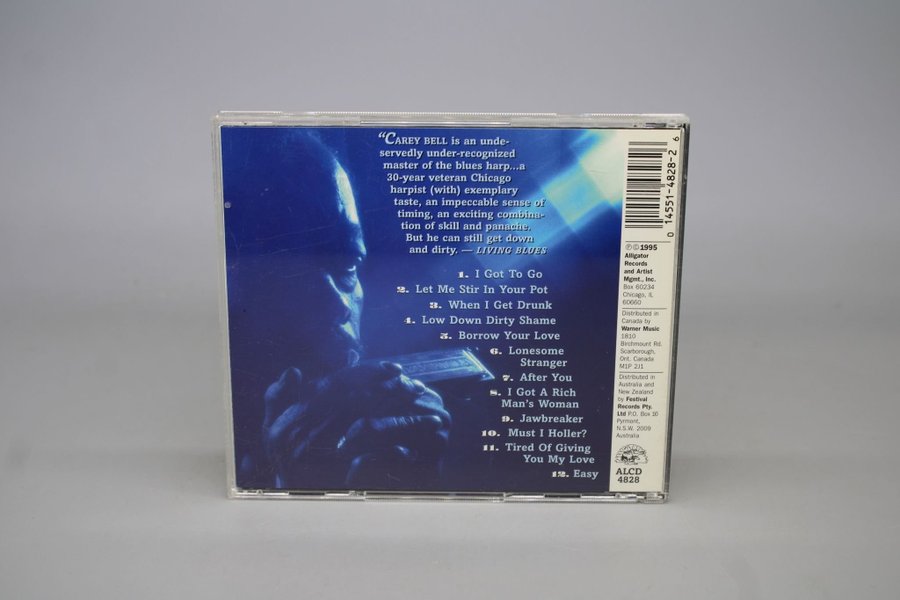 “CAREY BELL is an unde-
servedly under-recognized
master of the blues harp...a
30-year veteran Chicago
harpist (with) exemplary
taste, an impeccable sense of
timing, an exciting combina-
tion of skill and panache.
But he can still get down
and dirty. — LIVING BLUES
1. I Got To Go
2. Let Me Stir In Your Pot
3. When I Get Drunk
4. Low Down Dirty Shame
5. Borrow Your Love
6. Lonesome
Stranger
7. After You
8. I Got A Rich
Man's Woman
9. Jawbreaker
10. Must I Holler?
11. Tired Of Giving
You My Love
12. Easy
0 14551-4828-2 6
℗©1995
Alligator
Records
and Artist
Mgmt., Inc.
Box 60234
Chicago, IL
60660
Distributed in
Canada by
Warner Music
1810
Birchmount Rd.
Scarborough,
Ont. Canada
M1P 2J1
Distributed in
Australia and
New Zealand
by Festival
Records Pty.
Ltd P.O. Box 10
Pyrmont,
N.S.W. 2009
Australia
ALCD
4828